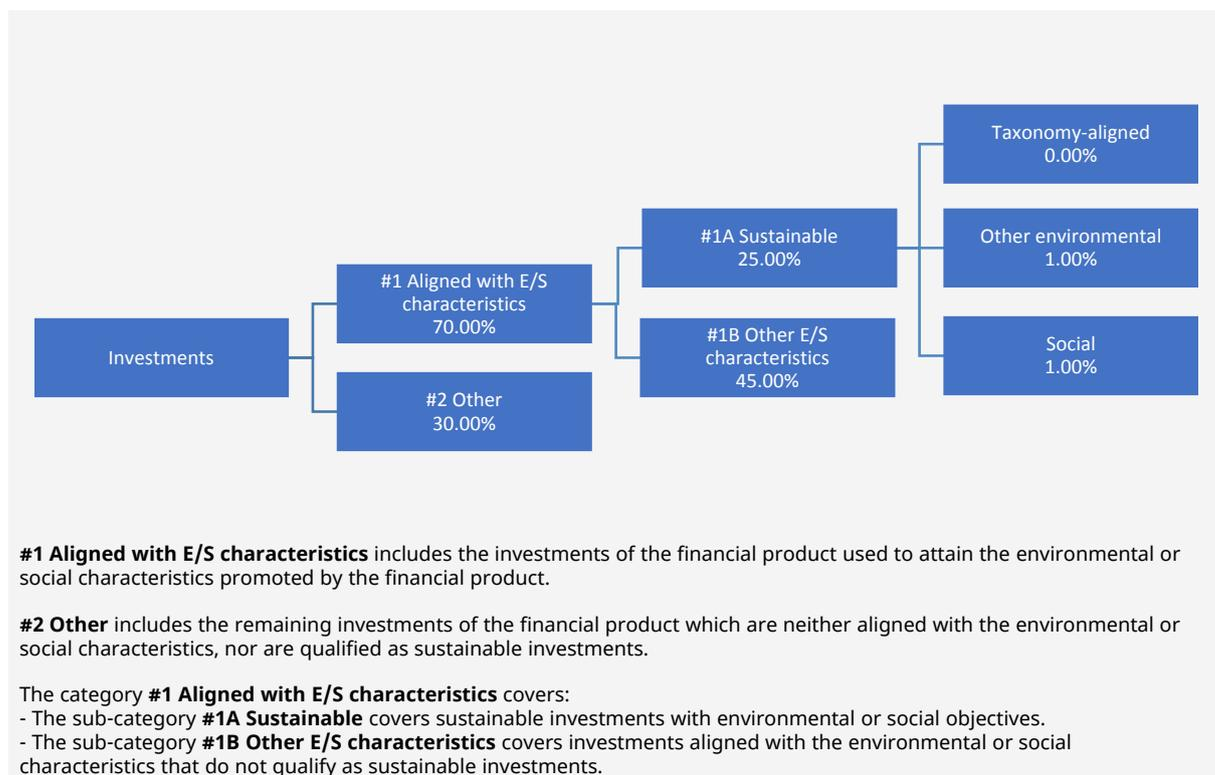 Taxonomy-aligned
0.00%
#1A Sustainable
25.00%
Other environmental
1.00%
#1 Aligned with E/S
characteristics
70.00%
Investments
#1B Other E/S
characteristics
45.00%
Social
1.00%
#2 Other
30.00%
#1 Aligned with E/S characteristics includes the investments of the financial product used to attain the environmental or
social characteristics promoted by the financial product.
#2 Other includes the remaining investments of the financial product which are neither aligned with the environmental or
social characteristics, nor are qualified as sustainable investments.
The category #1 Aligned with E/S characteristics covers:
- The sub-category #1A Sustainable covers sustainable investments with environmental or social objectives.
- The sub-category #1B Other E/S characteristics covers investments aligned with the environmental or social
characteristics that do not qualify as sustainable investments.